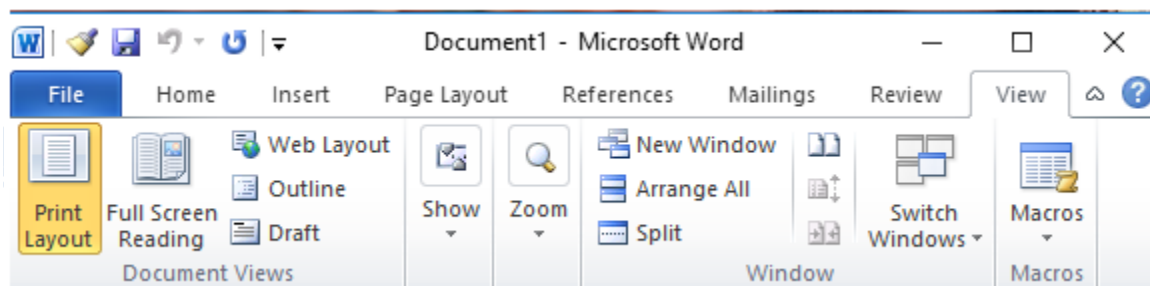 W Document1 - Microsoft Word
File Home Insert Page Layout References Mailings Review View ?
Print Layout
Full Screen Reading
Web Layout
Outline
Draft
Document Views
Show
Zoom
New Window
Arrange All
Split
Switch Windows
Window
Macros
Macros